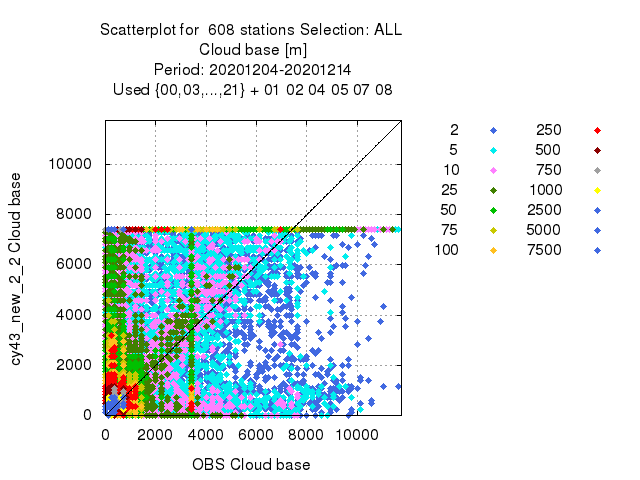 Scatterplot for  608 stations Selection: ALL
Cloud base [m]
Period: 20201204-20201214
Used {00,03,...,21} + 01 02 04 05 07 08
cy43_new_2_2 Cloud base
10000
8000
6000
4000
2000
0
0 2000 4000 6000 8000 10000
OBS Cloud base
2 250
5 500
10 750
25 1000
50 2500
75 5000
100 7500